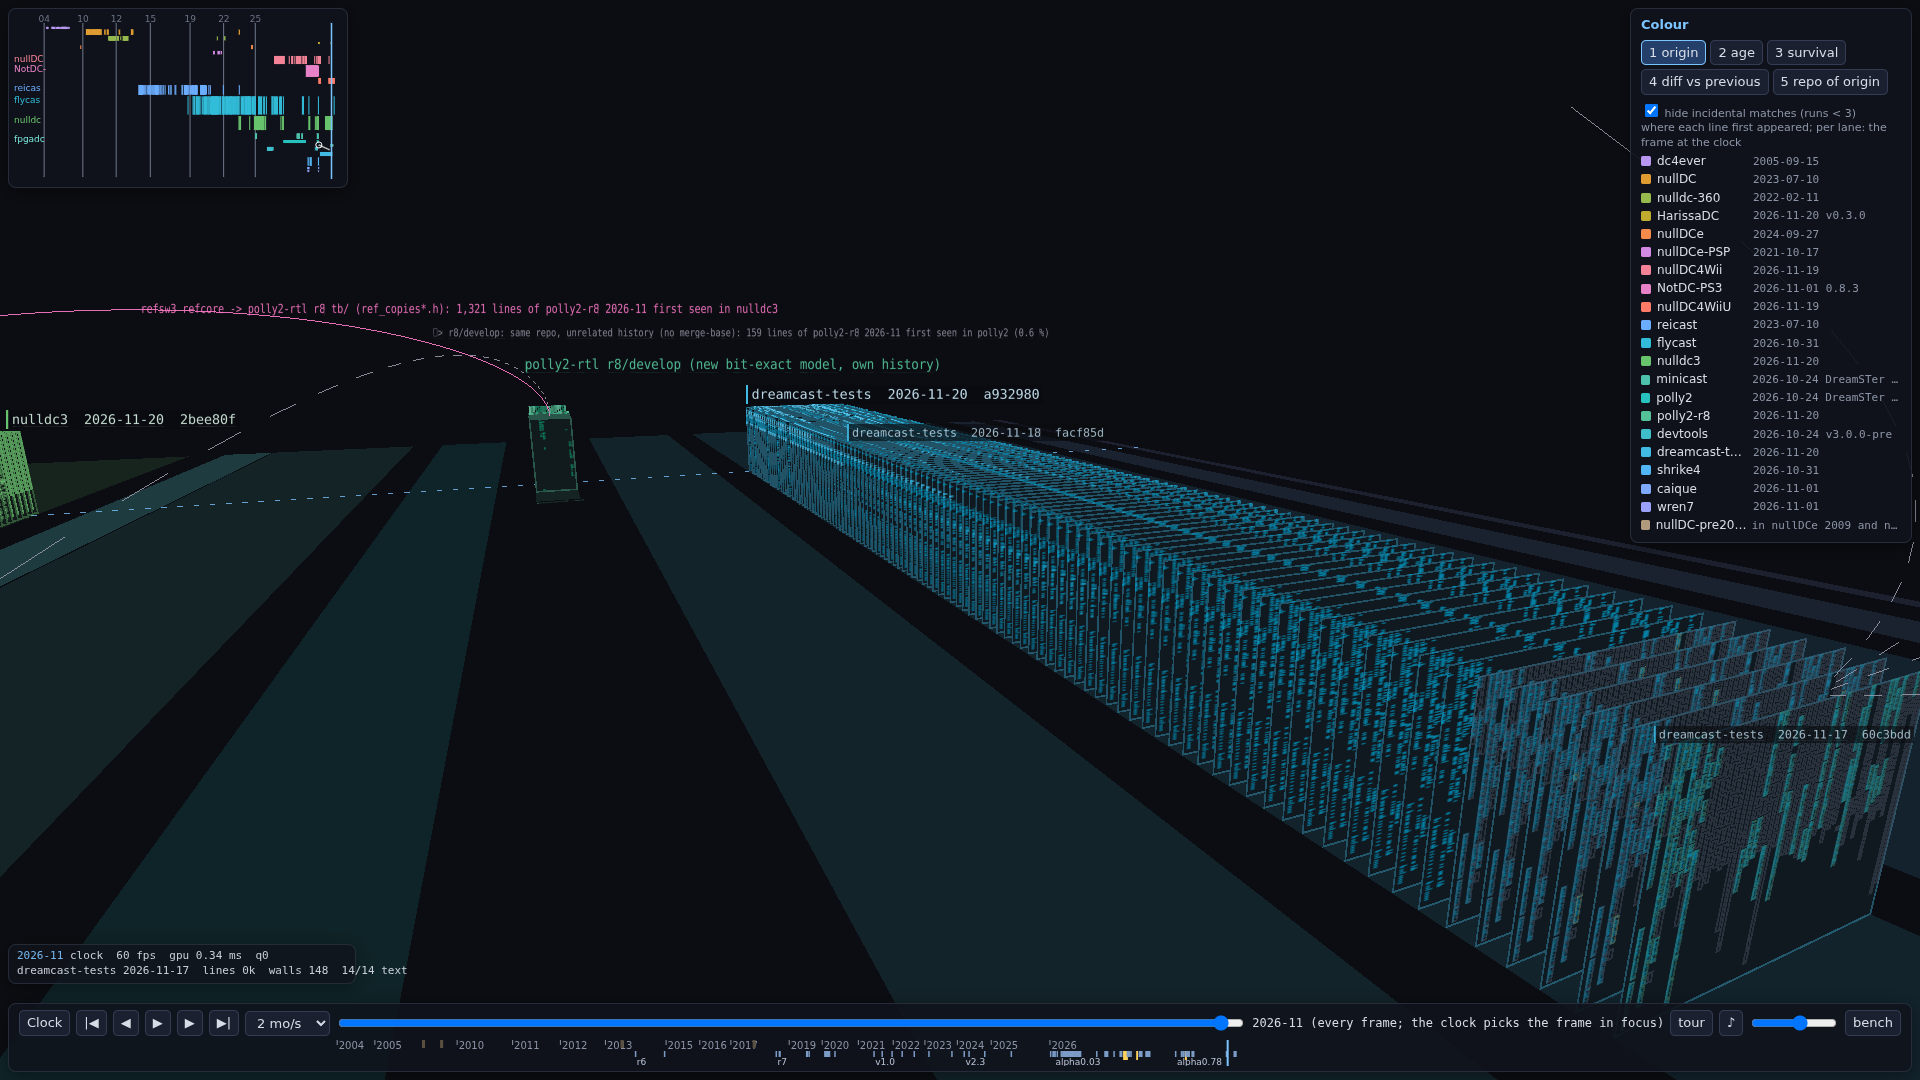 04 10 12 15 19 22 25
nullDC
NotDC-
reicas
flycas
nulldc
fpgadc
Colour
1 origin 2 age 3 survival
4 diff vs previous 5 repo of origin
hide incidental matches (runs < 3)
where each line first appeared; per lane: the
frame at the clock
dc4ever 2005-09-15
nullDC 2023-07-10
nulldc-360 2022-02-11
HarissaDC 2026-11-20 v0.3.0
nullDCe 2024-09-27
nullDCe-PSP 2021-10-17
nullDC4Wii 2026-11-19
NotDC-PS3 2026-11-01 0.8.3
nullDC4WiiU 2026-11-19
reicast 2023-07-10
flycast 2026-10-31
nulldc3 2026-11-20
minicast 2026-10-24 DreamSTer …
polly2 2026-10-24 DreamSTer …
polly2-r8 2026-11-20
devtools 2026-10-24 v3.0.0-pre
dreamcast-t… 2026-11-20
shrike4 2026-10-31
caique 2026-11-01
wren7 2026-11-01
nullDC-pre20… in nullDCe 2009 and n…
refsw3 refcore -> polly2-rtl r8 tb/ (ref_copies*.h): 1,321 lines of polly2-r8 2026-11 first seen in nulldc3
> r8/develop: same repo, unrelated history (no merge-base): 159 lines of polly2-r8 2026-11 first seen in polly2 (0.6 %)
polly2-rtl r8/develop (new bit-exact model, own history)
dreamcast-tests 2026-11-20 a932980
nulldc3 2026-11-20 2bee80f
dreamcast-tests 2026-11-18 facf85d
dreamcast-tests 2026-11-17 60c3bdd
2026-11 clock 60 fps gpu 0.34 ms q0
dreamcast-tests 2026-11-17 lines 0k walls 148 14/14 text
Clock |◀ ◀ ▶ ▶ ▶| 2 mo/s 2026-11 (every frame; the clock picks the frame in focus) tour ♪ bench
2004 2005 2010 2011 2012 2013 2015 2016 2017 2019 2020 2021 2022 2023 2024 2025 2026
r6 r7 v1.0 v2.3 alpha0.03 alpha0.78